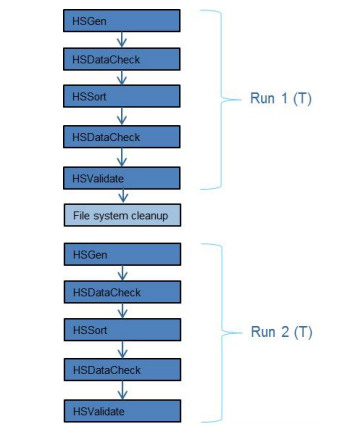 HSGen
HSDataCheck
HSSort
HSDataCheck
HSValidate
Run 1 (T)
File system cleanup
HSGen
HSDataCheck
HSSort
HSDataCheck
HSValidate
Run 2 (T)